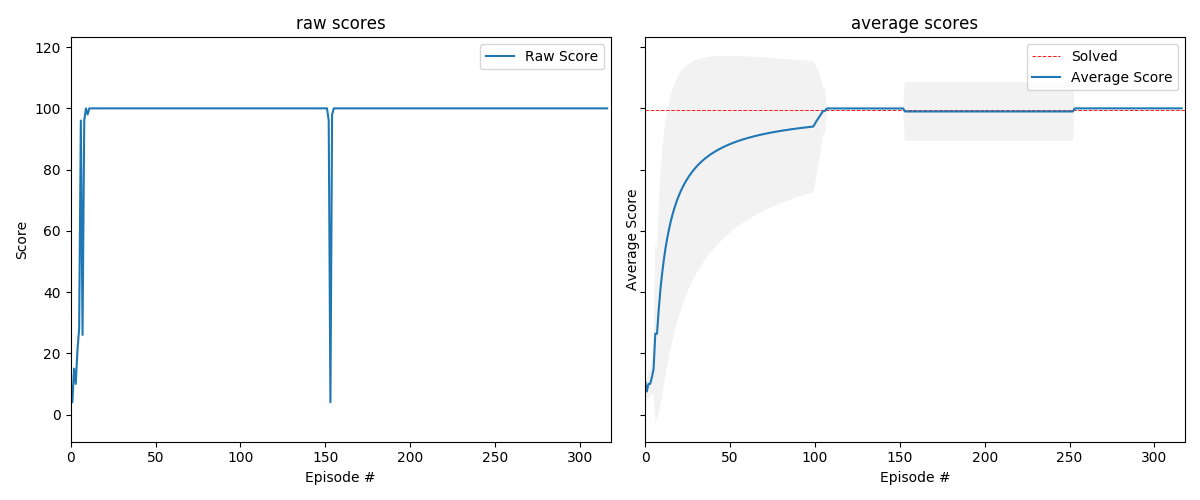 raw scores
120
100
80
60
40
20
0
Score
Raw Score
0 50 100 150 200 250 300
Episode #
average scores
Average Score
Solved
Average Score
0 50 100 150 200 250 300
Episode #